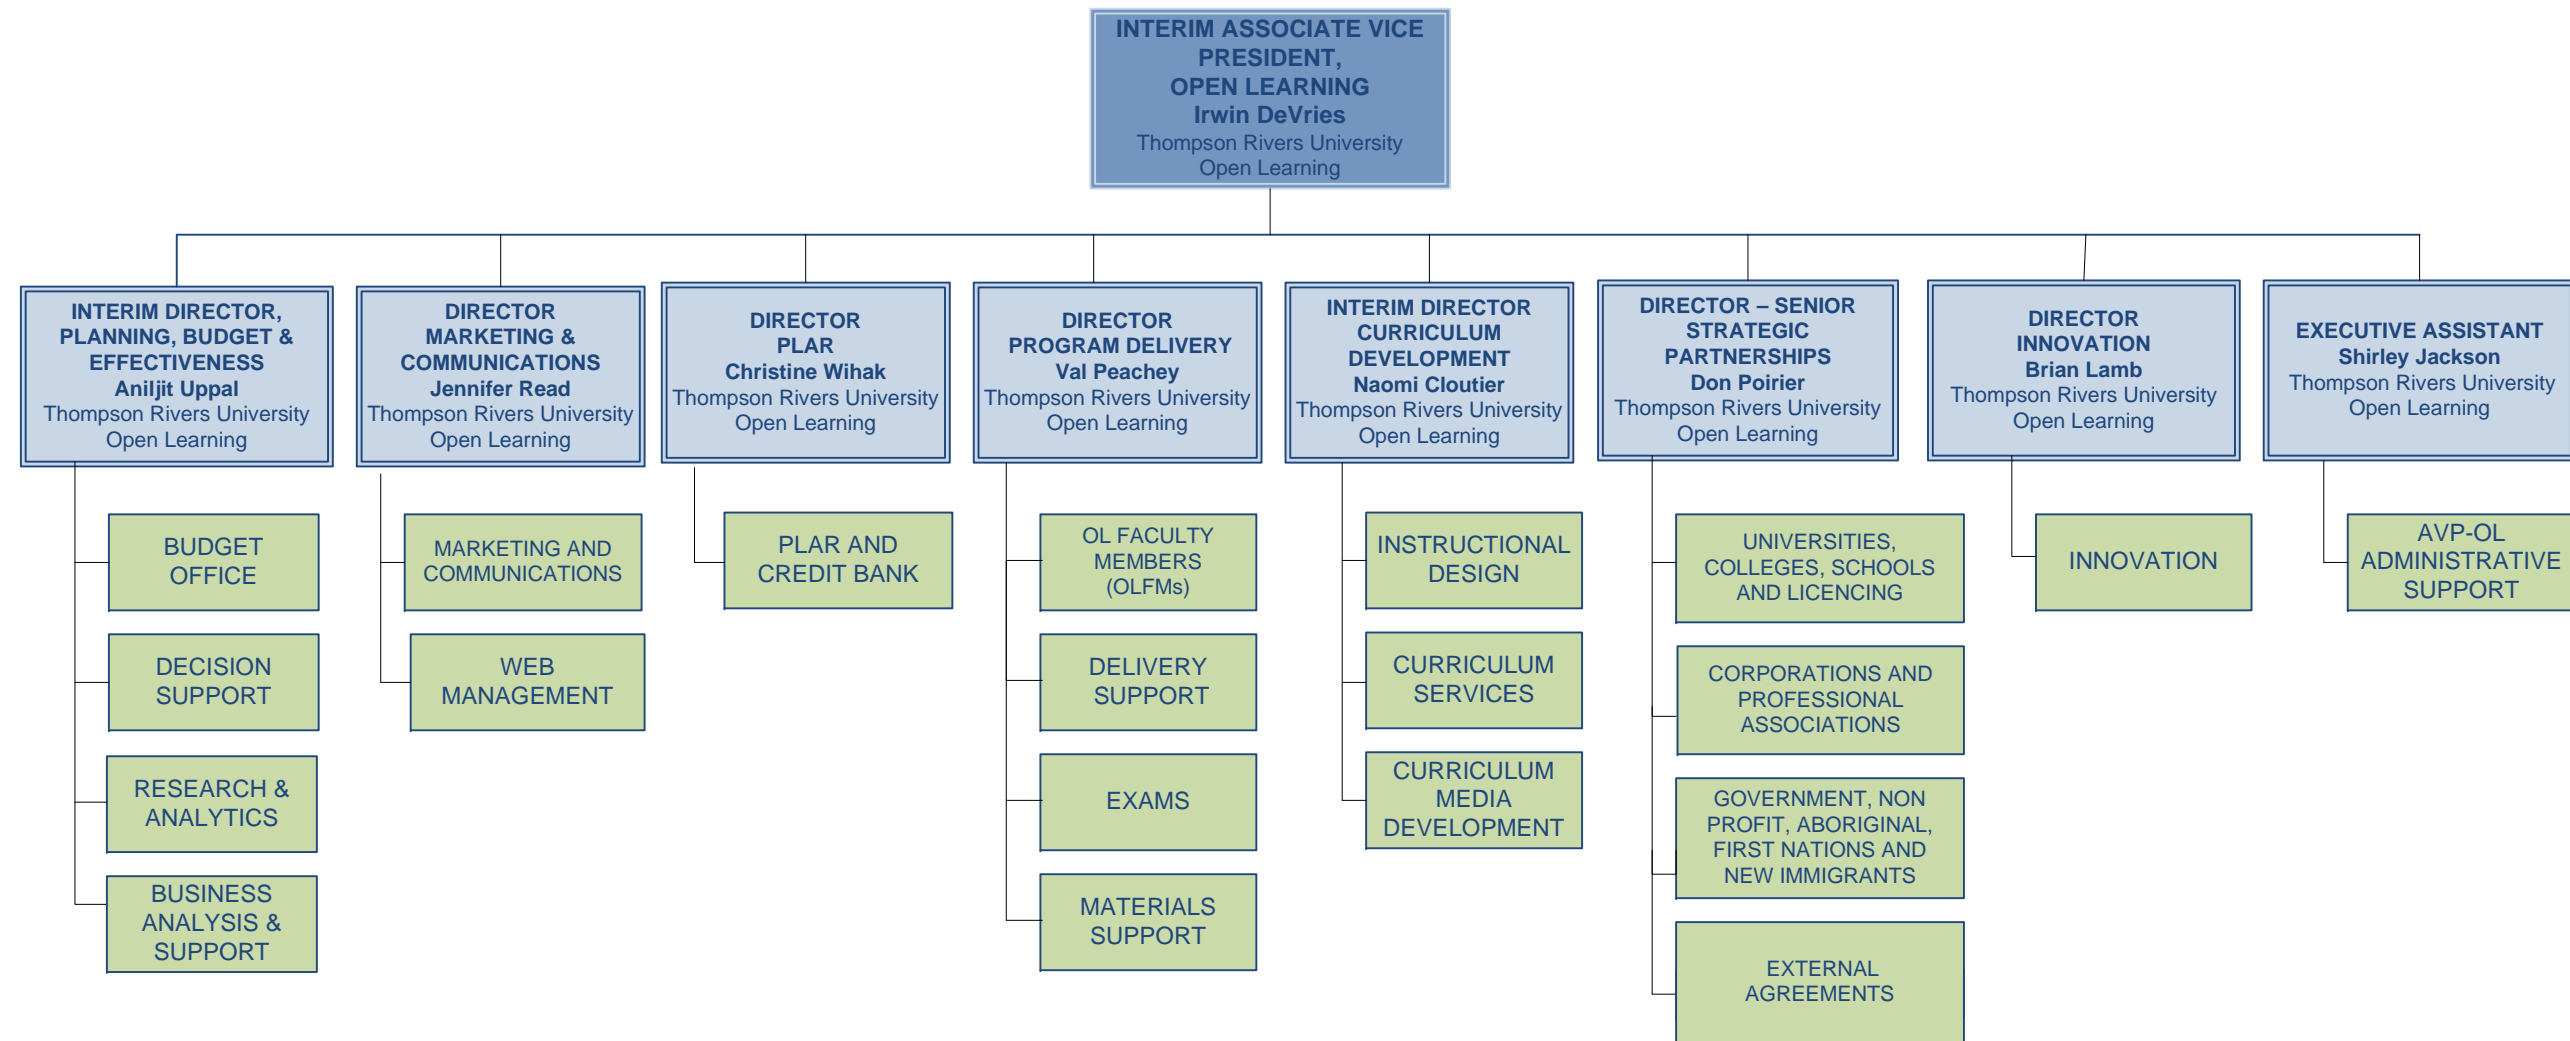 INTERIM ASSOCIATE VICE
PRESIDENT,
OPEN LEARNING
Irwin DeVries
Thompson Rivers University
Open Learning
INTERIM DIRECTOR,
PLANNING, BUDGET &
EFFECTIVENESS
Aniljit Uppal
Thompson Rivers University
Open Learning
DIRECTOR
MARKETING &
COMMUNICATIONS
Jennifer Read
Thompson Rivers University
Open Learning
DIRECTOR
PLAR
Christine Wihak
Thompson Rivers University
Open Learning
DIRECTOR
PROGRAM DELIVERY
Val Peachey
Thompson Rivers University
Open Learning
INTERIM DIRECTOR
CURRICULUM
DEVELOPMENT
Naomi Cloutier
Thompson Rivers University
Open Learning
DIRECTOR – SENIOR
STRATEGIC
PARTNERSHIPS
Don Poirier
Thompson Rivers University
Open Learning
DIRECTOR
INNOVATION
Brian Lamb
Thompson Rivers University
Open Learning
EXECUTIVE ASSISTANT
Shirley Jackson
Thompson Rivers University
Open Learning
BUDGET
OFFICE
DECISION
SUPPORT
RESEARCH &
ANALYTICS
BUSINESS
ANALYSIS &
SUPPORT
MARKETING AND
COMMUNICATIONS
WEB
MANAGEMENT
PLAR AND
CREDIT BANK
OL FACULTY
MEMBERS
(OLFMs)
DELIVERY
SUPPORT
EXAMS
MATERIALS
SUPPORT
INSTRUCTIONAL
DESIGN
CURRICULUM
SERVICES
CURRICULUM
MEDIA
DEVELOPMENT
UNIVERSITIES,
COLLEGES, SCHOOLS
AND LICENCING
CORPORATIONS AND
PROFESSIONAL
ASSOCIATIONS
GOVERNMENT, NON
PROFIT, ABORIGINAL,
FIRST NATIONS AND
NEW IMMIGRANTS
EXTERNAL
AGREEMENTS
INNOVATION
AVP-OL
ADMINISTRATIVE
SUPPORT